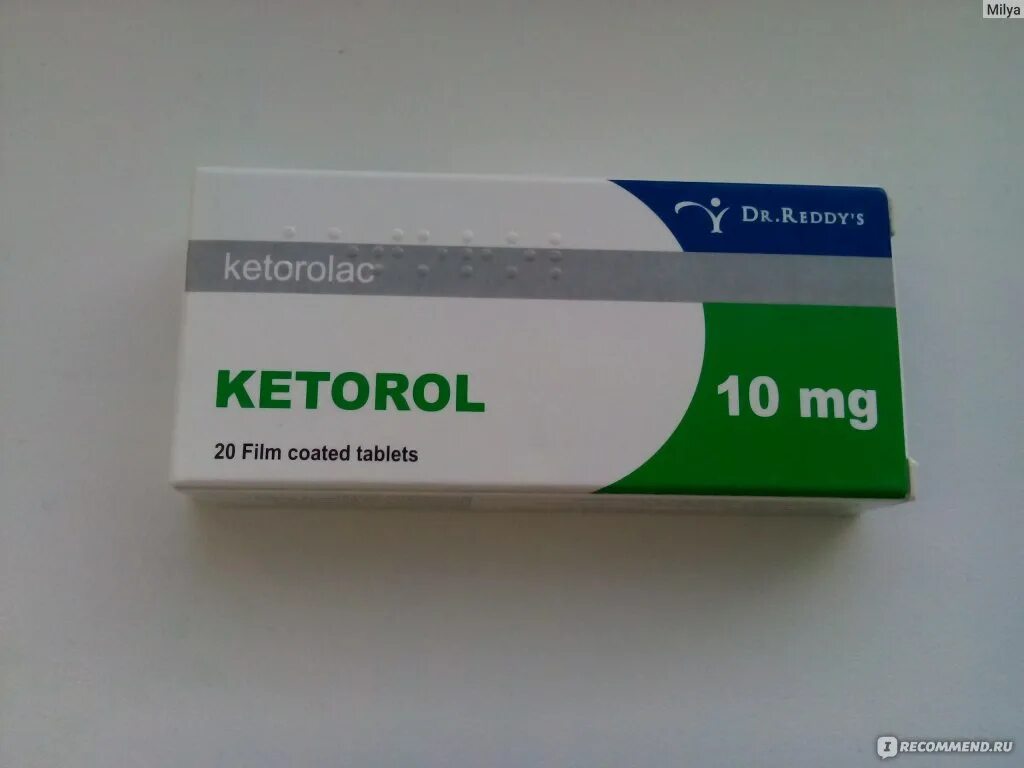 Milya
DR.REDDY'S
ketorolac
KETOROL
10 mg
20 Film coated tablets
RECOMMEND.RU